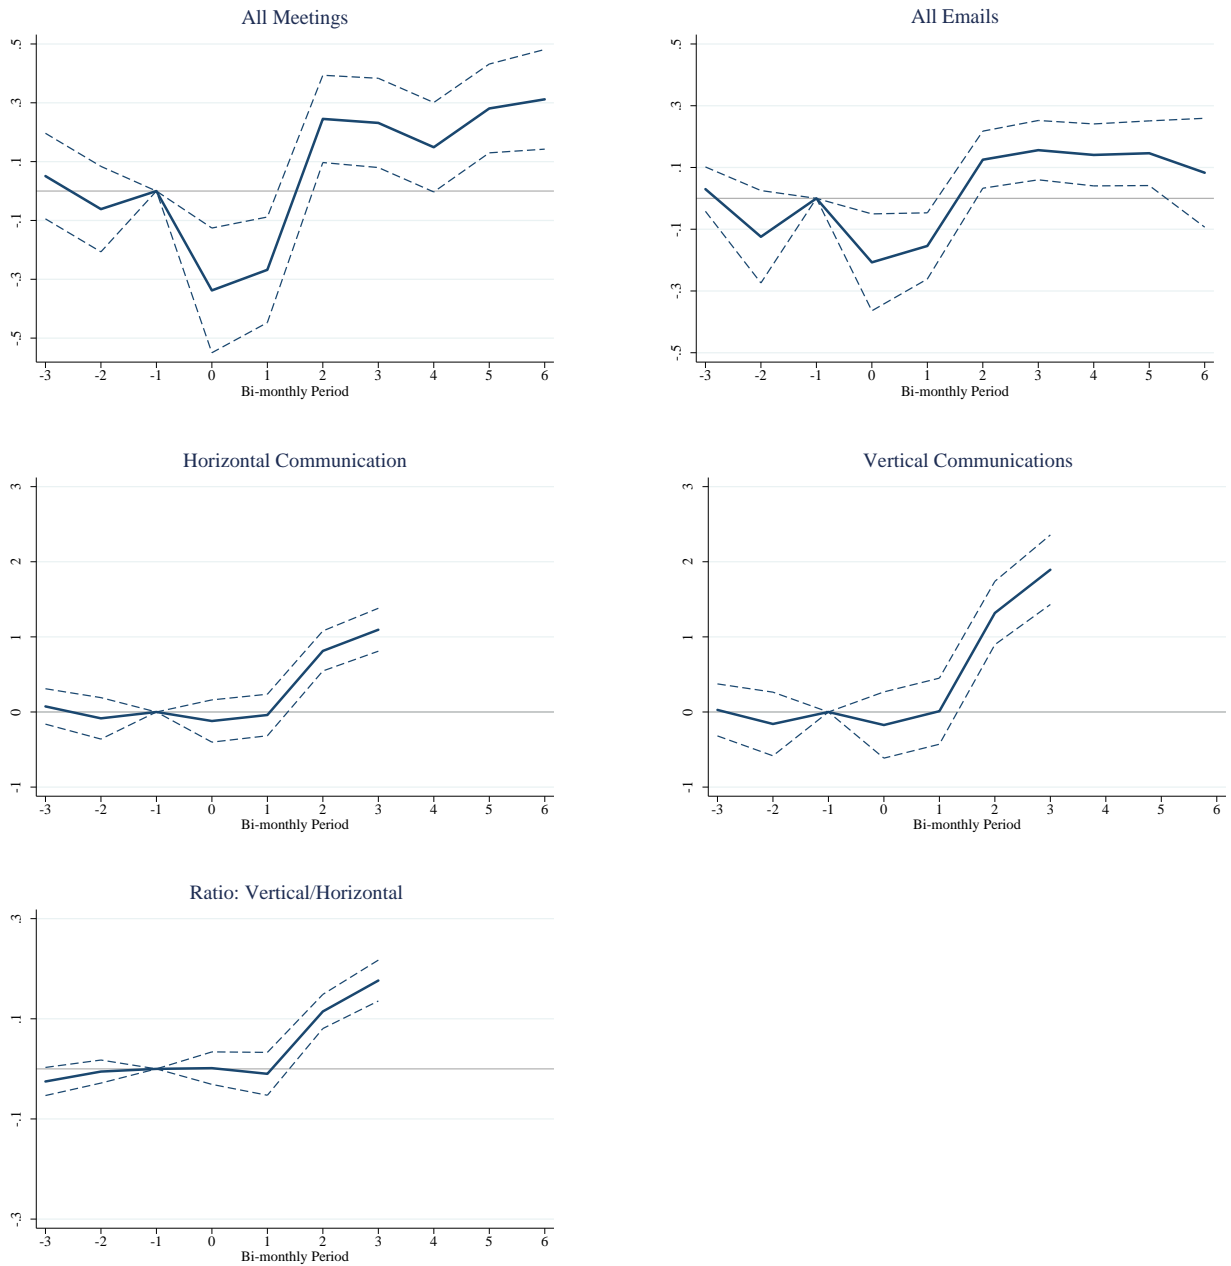 All Meetings
.5
.3
.1
-.1
-.3
-.5
-3 -2 -1 0 1 2 3 4 5 6
Bi-monthly Period
All Emails
.5
.3
.1
-.1
-.3
-.5
-3 -2 -1 0 1 2 3 4 5 6
Bi-monthly Period
Horizontal Communication
3
2
1
0
-1
-3 -2 -1 0 1 2 3 4 5 6
Bi-monthly Period
Vertical Communications
3
2
1
0
-1
-3 -2 -1 0 1 2 3 4 5 6
Bi-monthly Period
Ratio: Vertical/Horizontal
.3
.1
-.1
-.3
-3 -2 -1 0 1 2 3 4 5 6
Bi-monthly Period